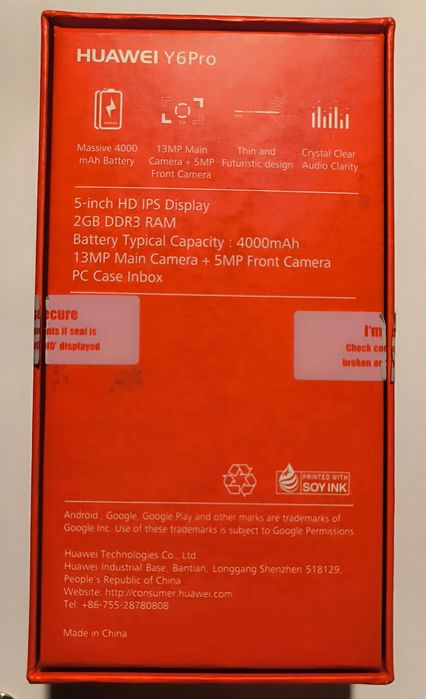 HUAWEI Y6Pro
Massive 4000
mAh Battery
13MP Main
Camera + 5MP
Front Camera
Thin and
Futuristic design
Crystal Clear
Audio Clarity
5-inch HD IPS Display
2GB DDR3 RAM
Battery Typical Capacity : 4000mAh
13MP Main Camera + 5MP Front Camera
PC Case Inbox
ecure
nts if seal is
displayed
I'm
Check
broken or
PRINTED WITH
SOY INK
Android , Google, Google Play and other marks are trademarks of
Google Inc. Use of these trademarks is subject to Google Permissions.
Huawei Technologies Co., Ltd.
Huawei Industrial Base, Bantian, Longgang Shenzhen 518129,
People's Republic of China
Website: http://consumer.huawei.com
Tel: +86-755-28780808
Made in China